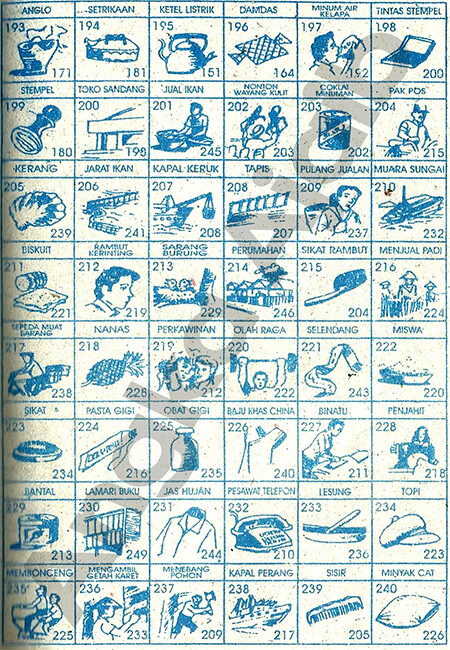 ANGLO SETRIKAAN KETEL LISTRIK DAMDAS MINUM AIR KELAPA TINTAS STEMPEL
193 194 195 196 197 198
171 181 151 164 192 200
STEMPEL TOKO SANDANG JUAL IKAN NONTON WAYANG KULIT COKLAT MINUMAN PAK POS
199 200 201 202 203 204
180 198 245 203 202 215
KERANG JARAT IKAN KAPAL KERUK TAPIS PULANG JUALAN MUARA SUNGAI
205 206 207 208 209 210
239 241 208 207 237 232
BISKUIT RAMBUT KERINTING SARANG BURUNG PERUMAHAN SIKAT RAMBUT MENJUAL PADI
211 212 213 214 215 216
221 219 229 246 204 224
SEPEDA MUAT BARANG NANAS PERKAWINAN OLAH RAGA SELENDANG MISWA
217 218 219 220 221 222
238 228 212 222 243 220
SIKAT PASTA GIGI OBAT GIGI BAJU KHAS CHINA BINATU PENJAHIT
223 224 225 226 227 228
234 216 235 240 211 218
BANTAL LAMARI BUKU JAS HUJAN PESAWAT TELEPON LESUNG TOPI
229 230 231 232 233 234
213 249 244 210 236 223
MEMBONCENG MENGAMBIL GETAH KARET MENEBANG POHON KAPAL PERANG SISIR MINYAK CAT
235 236 237 238 239 240
225 233 209 217 205 226